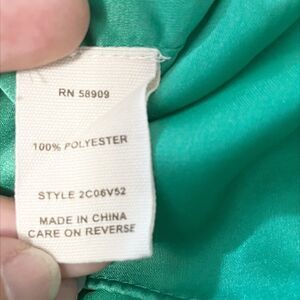 RN 58909
100% POLYESTER
STYLE 2C06V52
MADE IN CHINA
CARE ON REVERSE